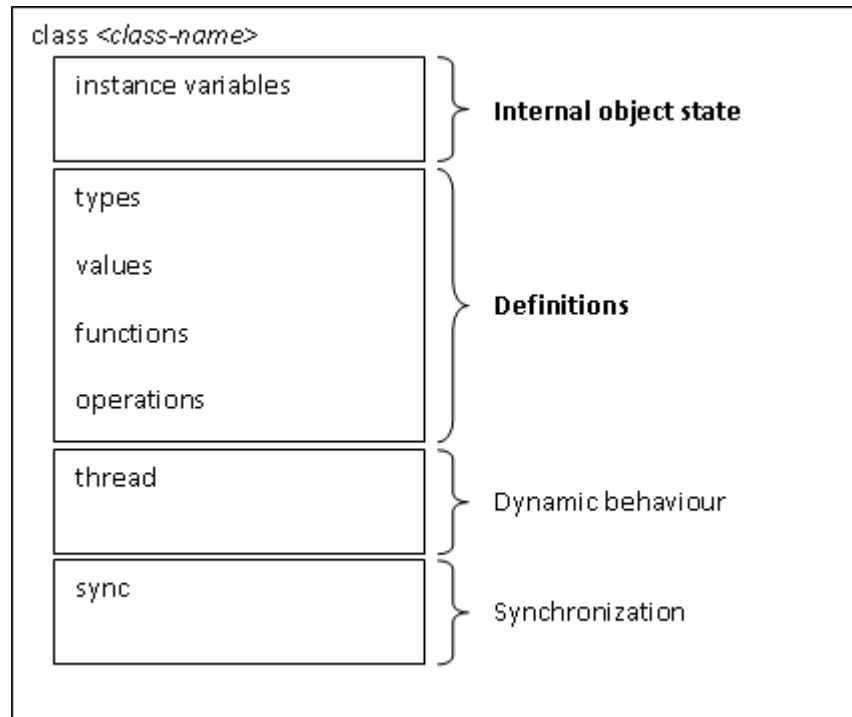 class <class-name>
instance variables
Internal object state
types
values
functions
operations
Definitions
thread
Dynamic behaviour
sync
Synchronization